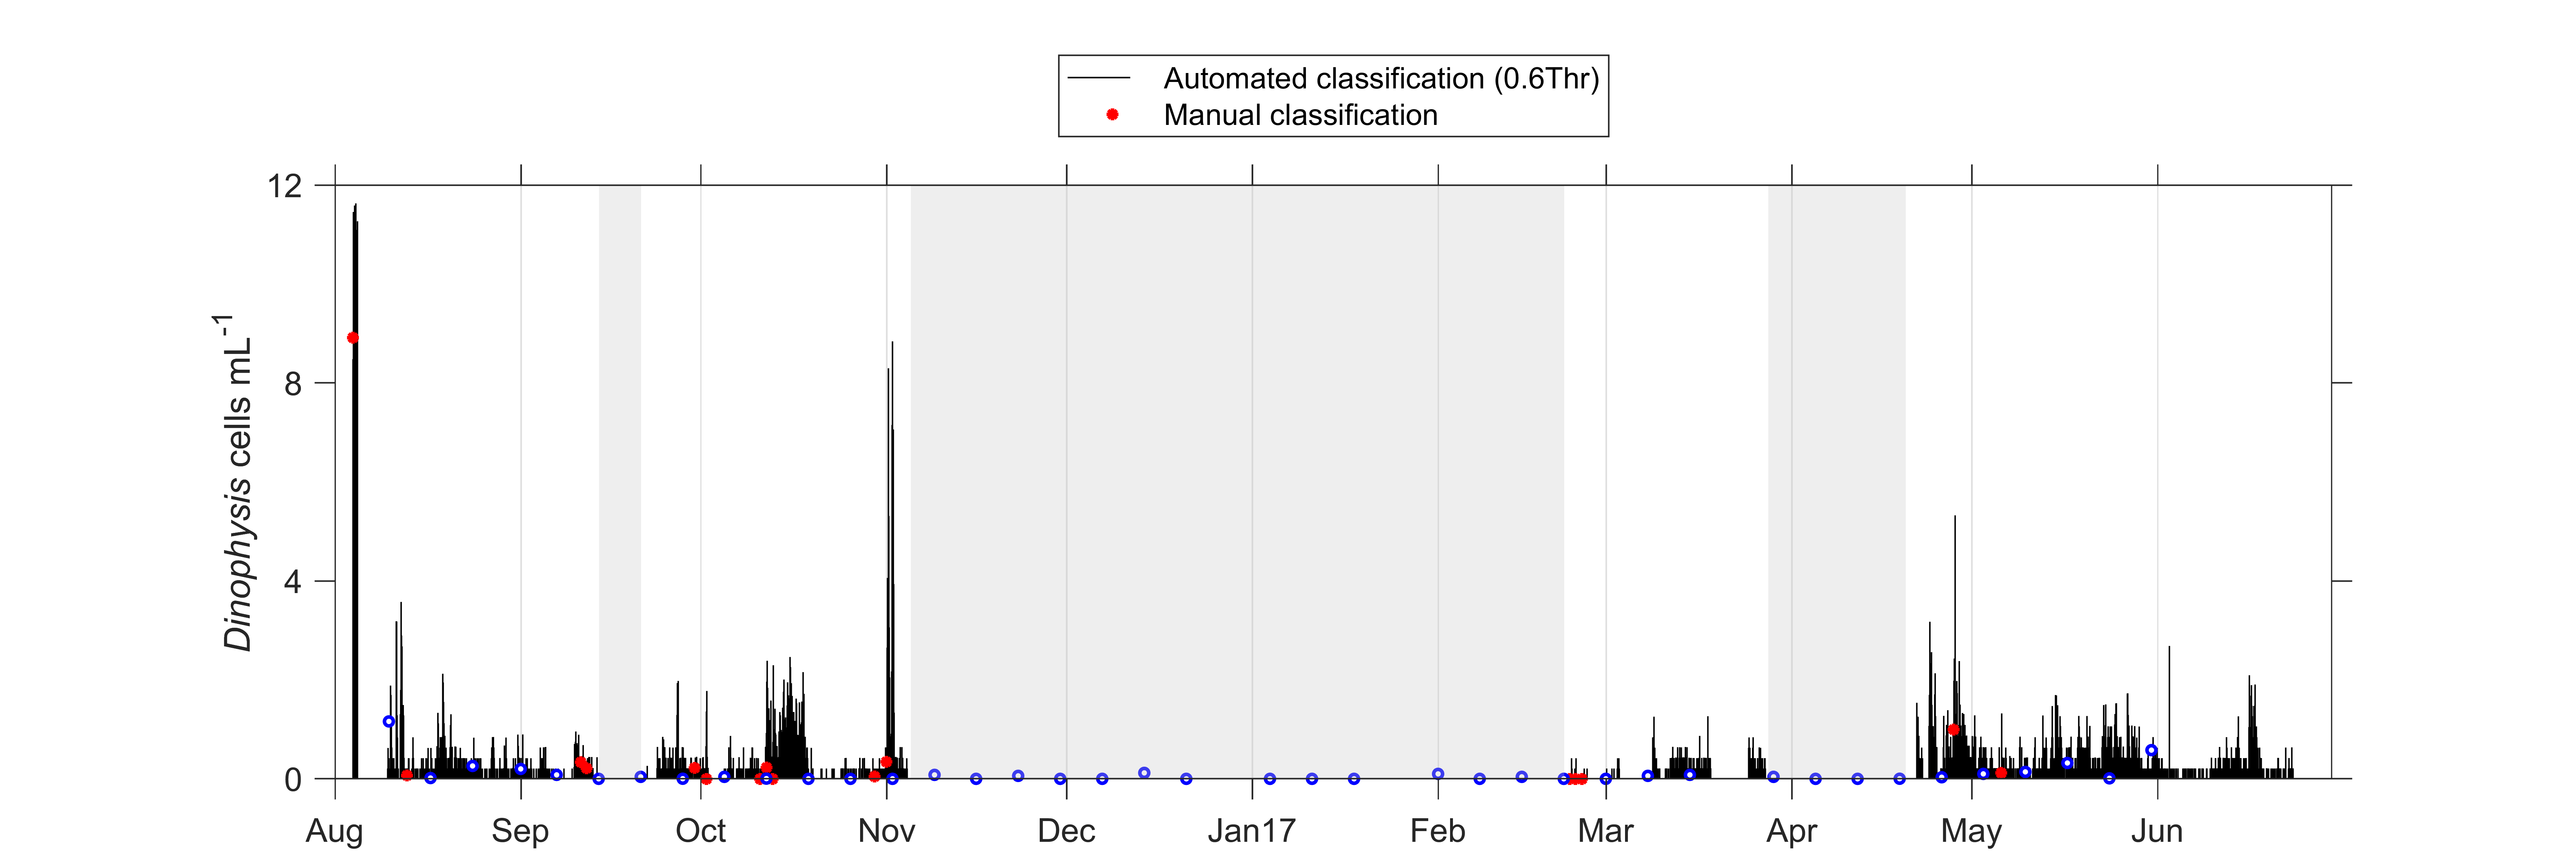 Automated classification (0.6Thr)
Manual classification
12
8
4
0
Dinophysis cells mL-1
Aug Sep Oct Nov Dec Jan17 Feb Mar Apr May Jun